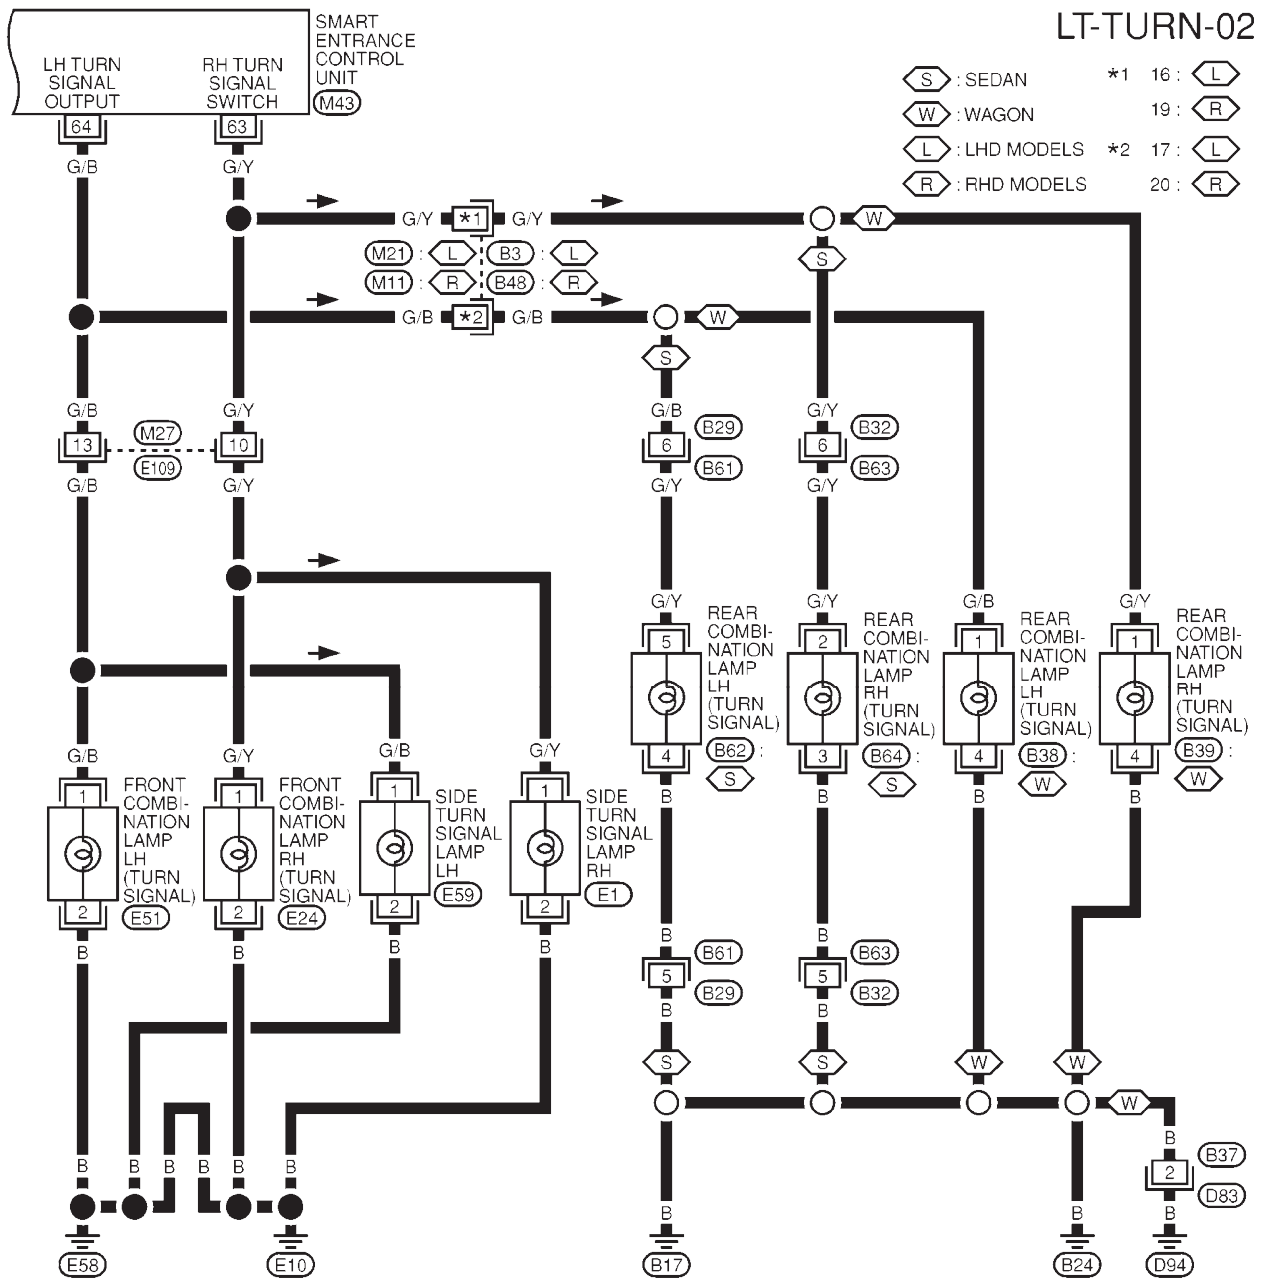 LT-TURN-02
SMART
ENTRANCE
CONTROL
UNIT
M43
LH TURN
SIGNAL
OUTPUT
RH TURN
SIGNAL
SWITCH
64
63
G/B
G/Y
S : SEDAN
W : WAGON
L : LHD MODELS
R : RHD MODELS
*1 16 : L
19 : R
*2 17 : L
20 : R
G/Y *1 G/Y
W
M21 : L
B3 : L
S
M11 : R
B48 : R
G/B *2 G/B
W
S
G/B
G/Y
G/B
G/Y
13
M27
E109
10
6
B29
B61
6
B32
B63
G/B
G/Y
G/Y
G/Y
G/Y
G/Y
G/B
G/Y
5
REAR
COMBI-
NATION
LAMP
LH
(TURN
SIGNAL)
4
B62 :
S
2
REAR
COMBI-
NATION
LAMP
RH
(TURN
SIGNAL)
3
B64 :
S
1
REAR
COMBI-
NATION
LAMP
LH
(TURN
SIGNAL)
4
B38 :
W
1
REAR
COMBI-
NATION
LAMP
RH
(TURN
SIGNAL)
4
B39 :
W
G/B
G/Y
G/B
G/Y
1
FRONT
COMBI-
NATION
LAMP
LH
(TURN
SIGNAL)
2
E51
1
FRONT
COMBI-
NATION
LAMP
RH
(TURN
SIGNAL)
2
E24
1
SIDE
TURN
SIGNAL
LAMP
LH
2
E59
1
SIDE
TURN
SIGNAL
LAMP
RH
2
E1
B
B
B
B
B
B
B
B
B
B
5
B61
B29
5
B63
B32
B
B
S
S
W
W
W
B
B
B
B
B
B
B
2
B37
D83
B
B
B
E58
E10
B17
B24
D94